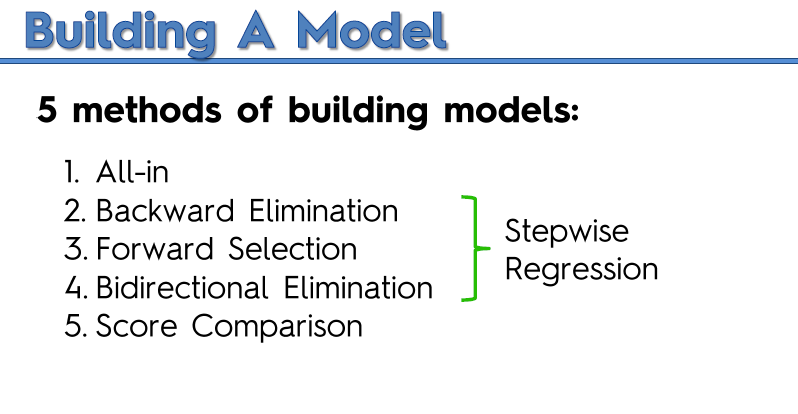 Building A Model
5 methods of building models:
1. All-in
2. Backward Elimination
3. Forward Selection
4. Bidirectional Elimination
5. Score Comparison
Stepwise
Regression